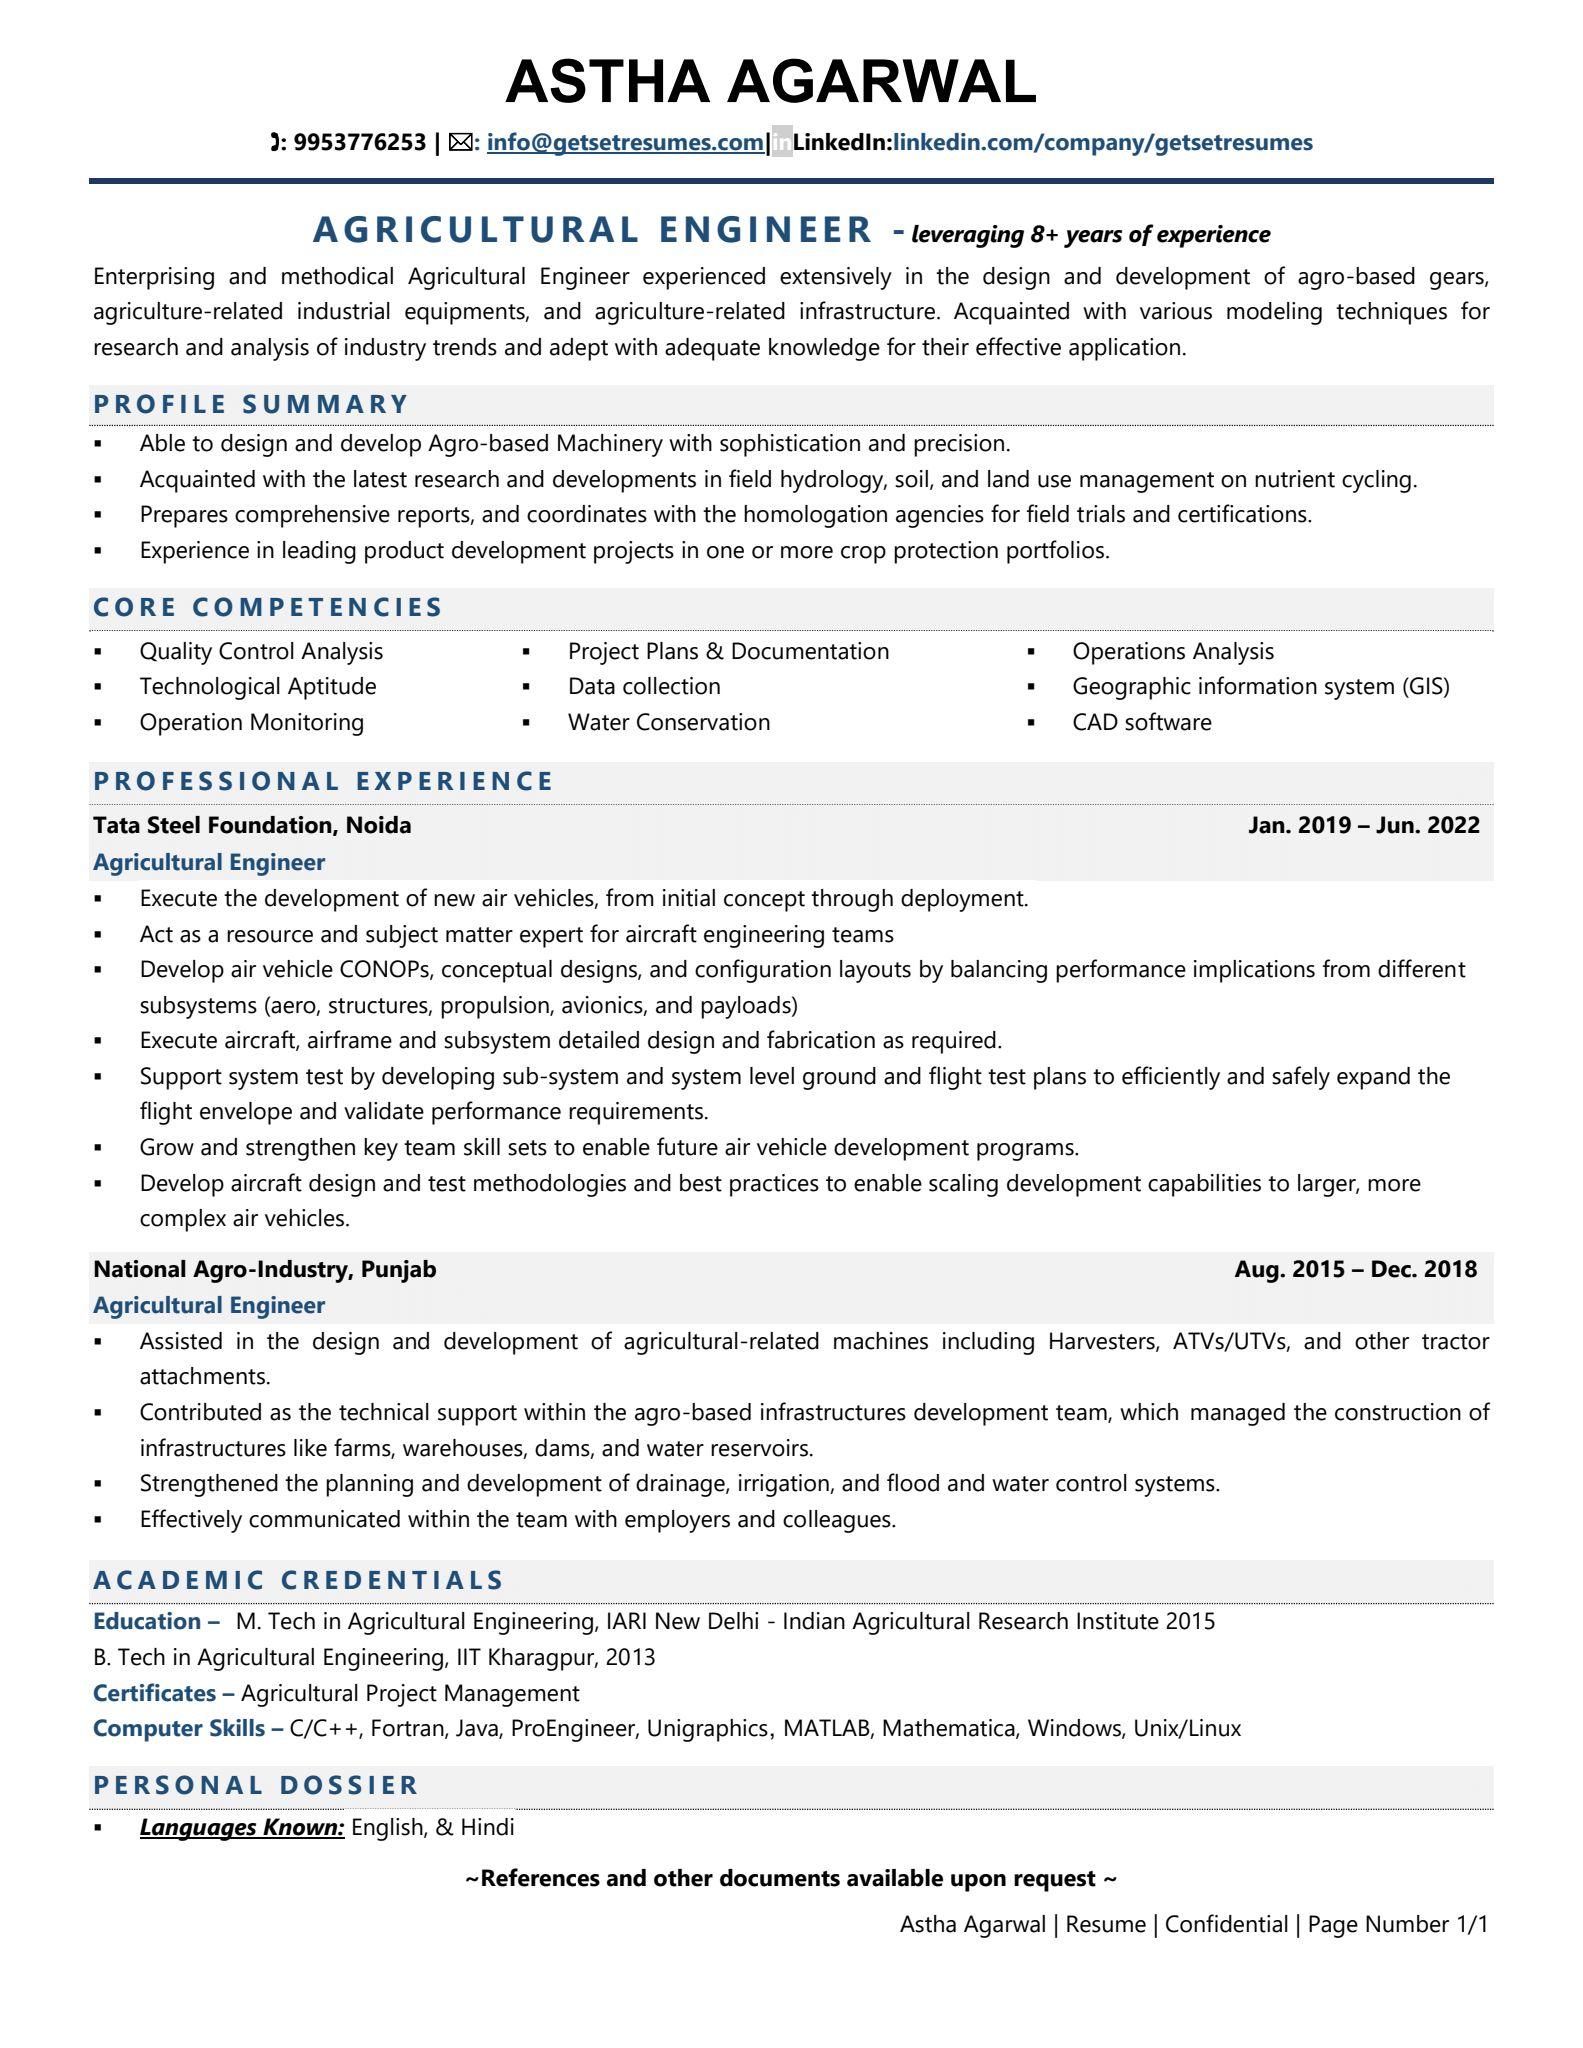 ASTHA AGARWAL
: 9953776253 | : info@getsetresumes.com|inLinkedIn:linkedin.com/company/getsetresumes
AGRICULTURAL ENGINEER - leveraging 8+ years of experience
Enterprising and methodical Agricultural Engineer experienced extensively in the design and development of agro-based gears,
agriculture-related industrial equipments, and agriculture-related infrastructure. Acquainted with various modeling techniques for
research and analysis of industry trends and adept with adequate knowledge for their effective application.
PROFILE SUMMARY
▪ Able to design and develop Agro-based Machinery with sophistication and precision.
▪ Acquainted with the latest research and developments in field hydrology, soil, and land use management on nutrient cycling.
▪ Prepares comprehensive reports, and coordinates with the homologation agencies for field trials and certifications.
▪ Experience in leading product development projects in one or more crop protection portfolios.
CORE COMPETENCIES
▪ Quality Control Analysis ▪ Project Plans & Documentation ▪ Operations Analysis
▪ Technological Aptitude ▪ Data collection ▪ Geographic information system (GIS)
▪ Operation Monitoring ▪ Water Conservation ▪ CAD software
PROFESSIONAL EXPERIENCE
Tata Steel Foundation, Noida Jan. 2019 – Jun. 2022
Agricultural Engineer
▪ Execute the development of new air vehicles, from initial concept through deployment.
▪ Act as a resource and subject matter expert for aircraft engineering teams
▪ Develop air vehicle CONOPs, conceptual designs, and configuration layouts by balancing performance implications from different
subsystems (aero, structures, propulsion, avionics, and payloads)
▪ Execute aircraft, airframe and subsystem detailed design and fabrication as required.
▪ Support system test by developing sub-system and system level ground and flight test plans to efficiently and safely expand the
flight envelope and validate performance requirements.
▪ Grow and strengthen key team skill sets to enable future air vehicle development programs.
▪ Develop aircraft design and test methodologies and best practices to enable scaling development capabilities to larger, more
complex air vehicles.
National Agro-Industry, Punjab Aug. 2015 – Dec. 2018
Agricultural Engineer
▪ Assisted in the design and development of agricultural-related machines including Harvesters, ATVs/UTVs, and other tractor
attachments.
▪ Contributed as the technical support within the agro-based infrastructures development team, which managed the construction of
infrastructures like farms, warehouses, dams, and water reservoirs.
▪ Strengthened the planning and development of drainage, irrigation, and flood and water control systems.
▪ Effectively communicated within the team with employers and colleagues.
ACADEMIC CREDENTIALS
Education – M. Tech in Agricultural Engineering, IARI New Delhi - Indian Agricultural Research Institute 2015
B. Tech in Agricultural Engineering, IIT Kharagpur, 2013
Certificates – Agricultural Project Management
Computer Skills – C/C++, Fortran, Java, ProEngineer, Unigraphics, MATLAB, Mathematica, Windows, Unix/Linux
PERSONAL DOSSIER
▪ Languages Known: English, & Hindi
~References and other documents available upon request ~
Astha Agarwal | Resume | Confidential | Page Number 1/1